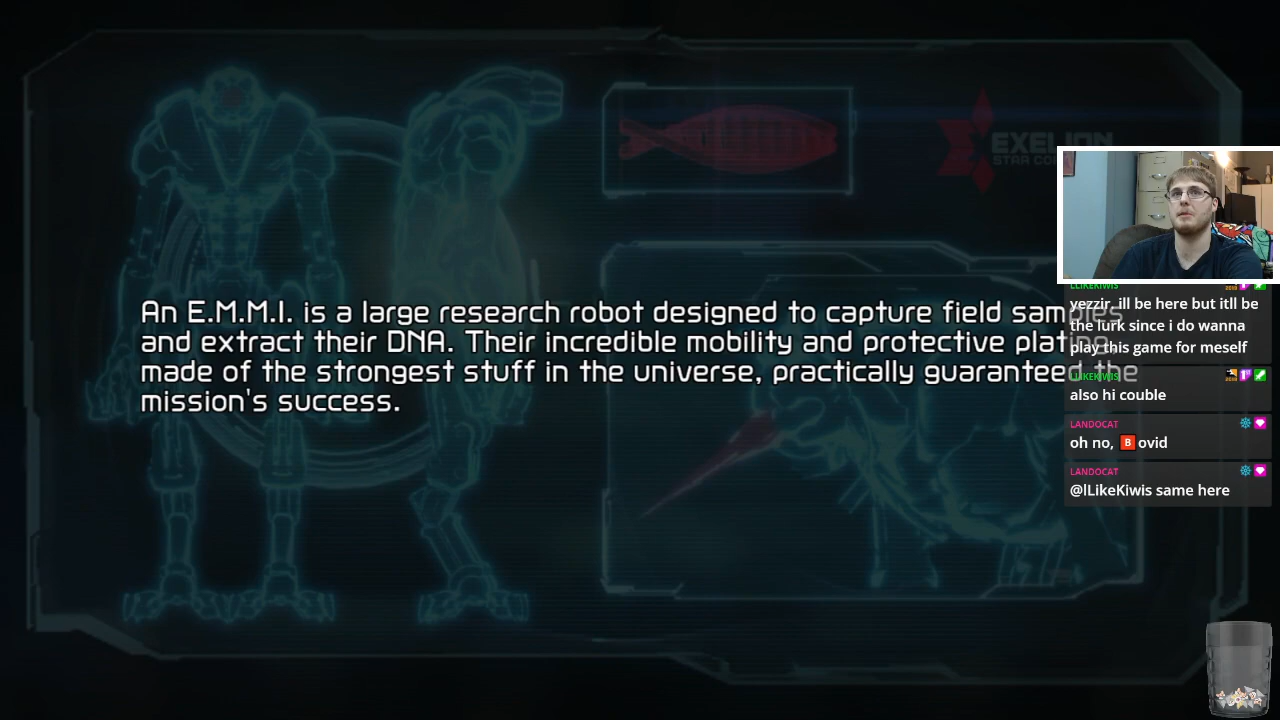 EXELION
An E.M.M.I. is a large research robot designed to capture field samples
and extract their DNA. Their incredible mobility and protective plating,
made of the strongest stuff in the universe, practically guaranteed the
mission's success.
LLIKEKIWIS
yezzir, ill be here but itll be
the lurk since i do wanna
play this game for meself
LLIKEKIWIS
also hi couble
LANDOCAT
oh no, B ovid
LANDOCAT
@lLikeKiwis same here